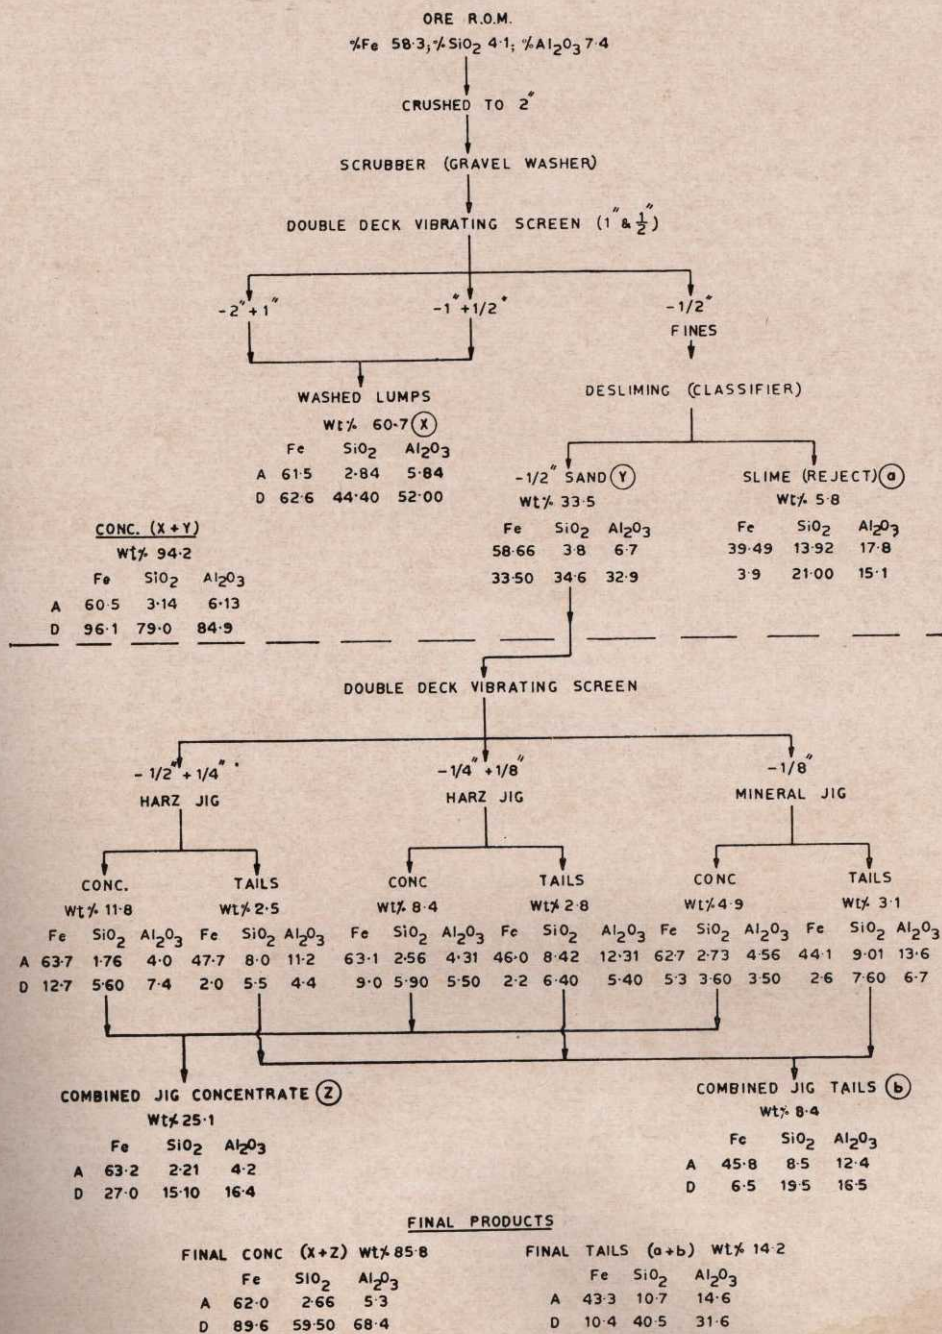 ORE R.O.M.
%Fe 58·3; % SiO2 4·1; %Al2O3 7·4
CRUSHED TO 2"
SCRUBBER (GRAVEL WASHER)
DOUBLE DECK VIBRATING SCREEN (1" & 1/2")
-2"+1"
-1"+1/2"
-1/2"
FINES
WASHED LUMPS
Wt% 60·7 (X)
Fe SiO2 Al2O3
A 61·5 2·84 5·84
D 62·6 44·40 52·00
DESLIMING (CLASSIFIER)
-1/2" SAND (Y)
Wt% 33·5
Fe SiO2 Al2O3
58·66 3·8 6·7
33·50 34·6 32·9
SLIME (REJECT) (a)
Wt% 5·8
Fe SiO2 Al2O3
39·49 13·92 17·8
3·9 21·00 15·1
CONC. (X+Y)
Wt% 94·2
Fe SiO2 Al2O3
A 60·5 3·14 6·13
D 96·1 79·0 84·9
DOUBLE DECK VIBRATING SCREEN
-1/2"+1/4"
HARZ JIG
-1/4"+1/8"
HARZ JIG
-1/8"
MINERAL JIG
CONC. TAILS CONC TAILS CONC TAILS
Wt% 11·8 Wt% 2·5 Wt% 8·4 Wt% 2·8 Wt% 4·9 Wt% 3·1
Fe SiO2 Al2O3 Fe SiO2 Al2O3 Fe SiO2 Al2O3 Fe SiO2 Al2O3 Fe SiO2 Al2O3 Fe SiO2 Al2O3
A 63·7 1·76 4·0 47·7 8·0 11·2 63·1 2·56 4·31 46·0 8·42 12·31 62·7 2·73 4·56 44·1 9·01 13·6
D 12·7 5·60 7·4 2·0 5·5 4·4 9·0 5·90 5·50 2·2 6·40 5·40 5·3 3·60 3·50 2·6 7·60 6·7
COMBINED JIG CONCENTRATE (Z)
Wt% 25·1
Fe SiO2 Al2O3
A 63·2 2·21 4·2
D 27·0 15·10 16·4
COMBINED JIG TAILS (b)
Wt% 8·4
Fe SiO2 Al2O3
A 45·8 8·5 12·4
D 6·5 19·5 16·5
FINAL PRODUCTS
FINAL CONC (X+Z) Wt% 85·8
Fe SIO2 Al2O3
A 62·0 2·66 5·3
D 89·6 59·50 68·4
FINAL TAILS (a+b) Wt% 14·2
Fe SiO2 Al2O3
A 43·3 10·7 14·6
D 10·4 40·5 31·6